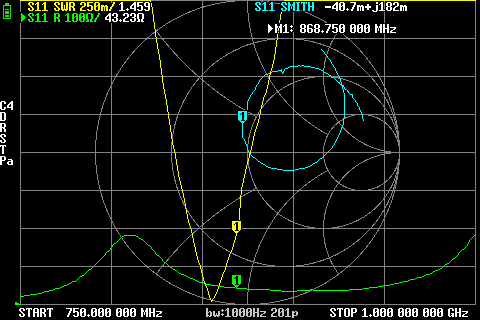 S11 SWR 250m/ 1.459 S11 SMITH -40.7m+j182m
S11 R 100Ω/ 43.23Ω M1: 868.750 000 MHz
C4
D
R
S
T
Pa
1
1
1
START 750.000 000 MHz bw:1000Hz 201p STOP 1.000 000 000 GHz